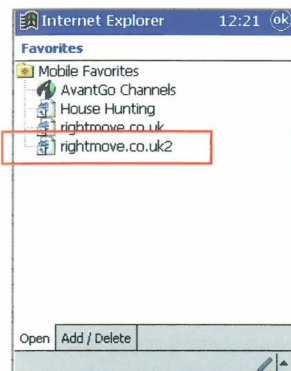 Internet Explorer 12:21 ok
Favorites
Mobile Favorites
AvantGo Channels
House Hunting
rightmove.co.uk
rightmove.co.uk2
Open Add / Delete